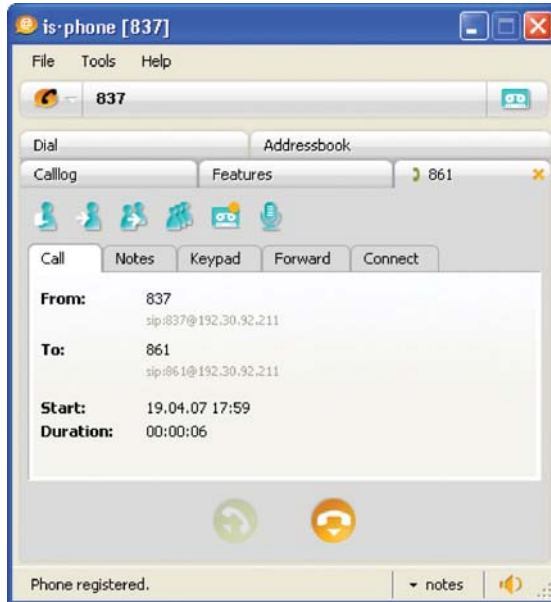 is·phone [837]
File Tools Help
837
Dial Addressbook
Calllog Features 861
Call Notes Keypad Forward Connect
From: 837
sip:837@192.30.92.211
To: 861
sip:861@192.30.92.211
Start: 19.04.07 17:59
Duration: 00:00:06
Phone registered. notes